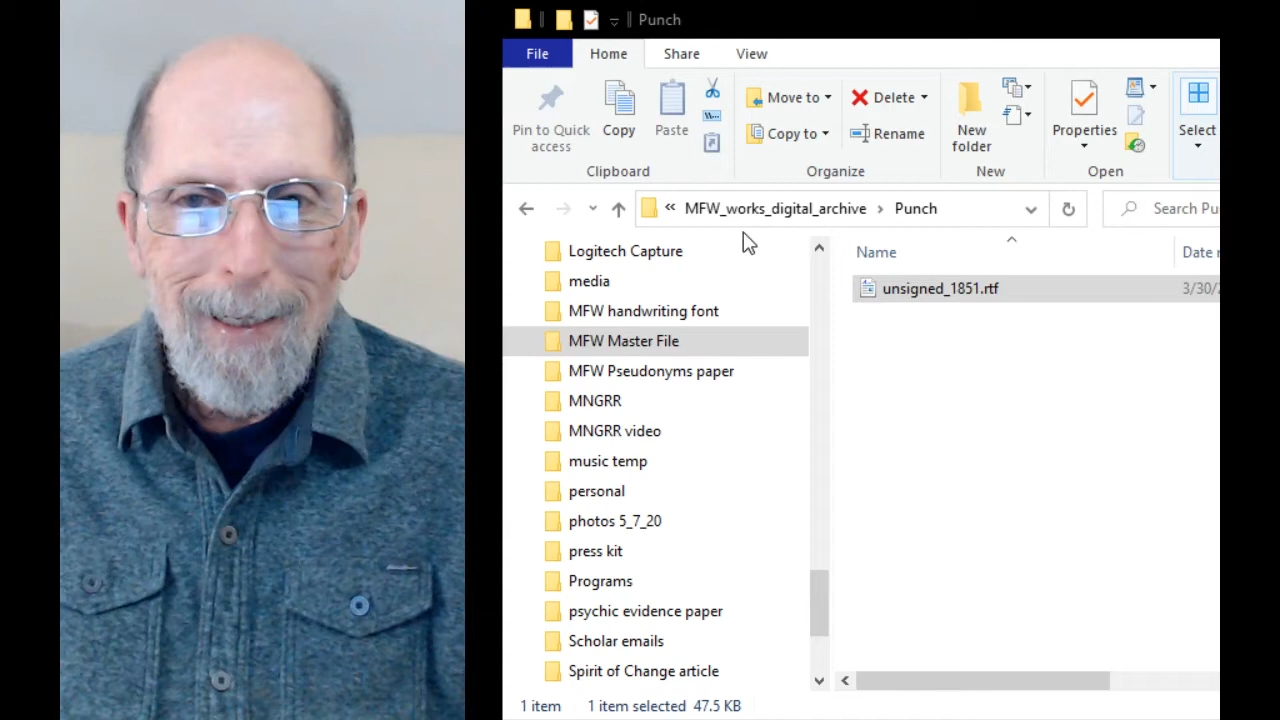 Punch
File Home Share View
Pin to Quick access
Copy
Paste
Move to
Copy to
Delete
Rename
New folder
Properties
Select
Clipboard Organize New Open
« MFW_works_digital_archive > Punch
Search Pu
Logitech Capture
media
MFW handwriting font
MFW Master File
MFW Pseudonyms paper
MNGRR
MNGRR video
music temp
personal
photos 5_7_20
press kit
Programs
psychic evidence paper
Scholar emails
Spirit of Change article
Name Date r
unsigned_1851.rtf 3/30/2
1 item 1 item selected 47.5 KB